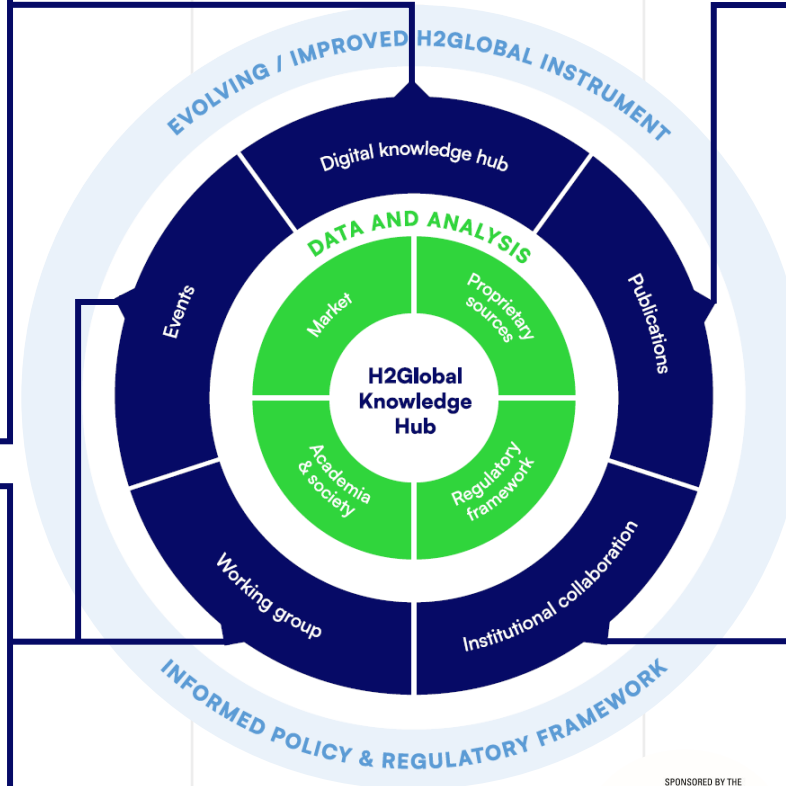 EVOLVING / IMPROVED H2GLOBAL INSTRUMENT
Digital knowledge hub
DATA AND ANALYSIS
Events
Market
Proprietary
sources
Publications
H2Global
Knowledge
Hub
Academia
& society
Regulatory
framework
Working group
Institutional collaboration
INFORMED POLICY & REGULATORY FRAMEWORK
SPONSORED BY THE